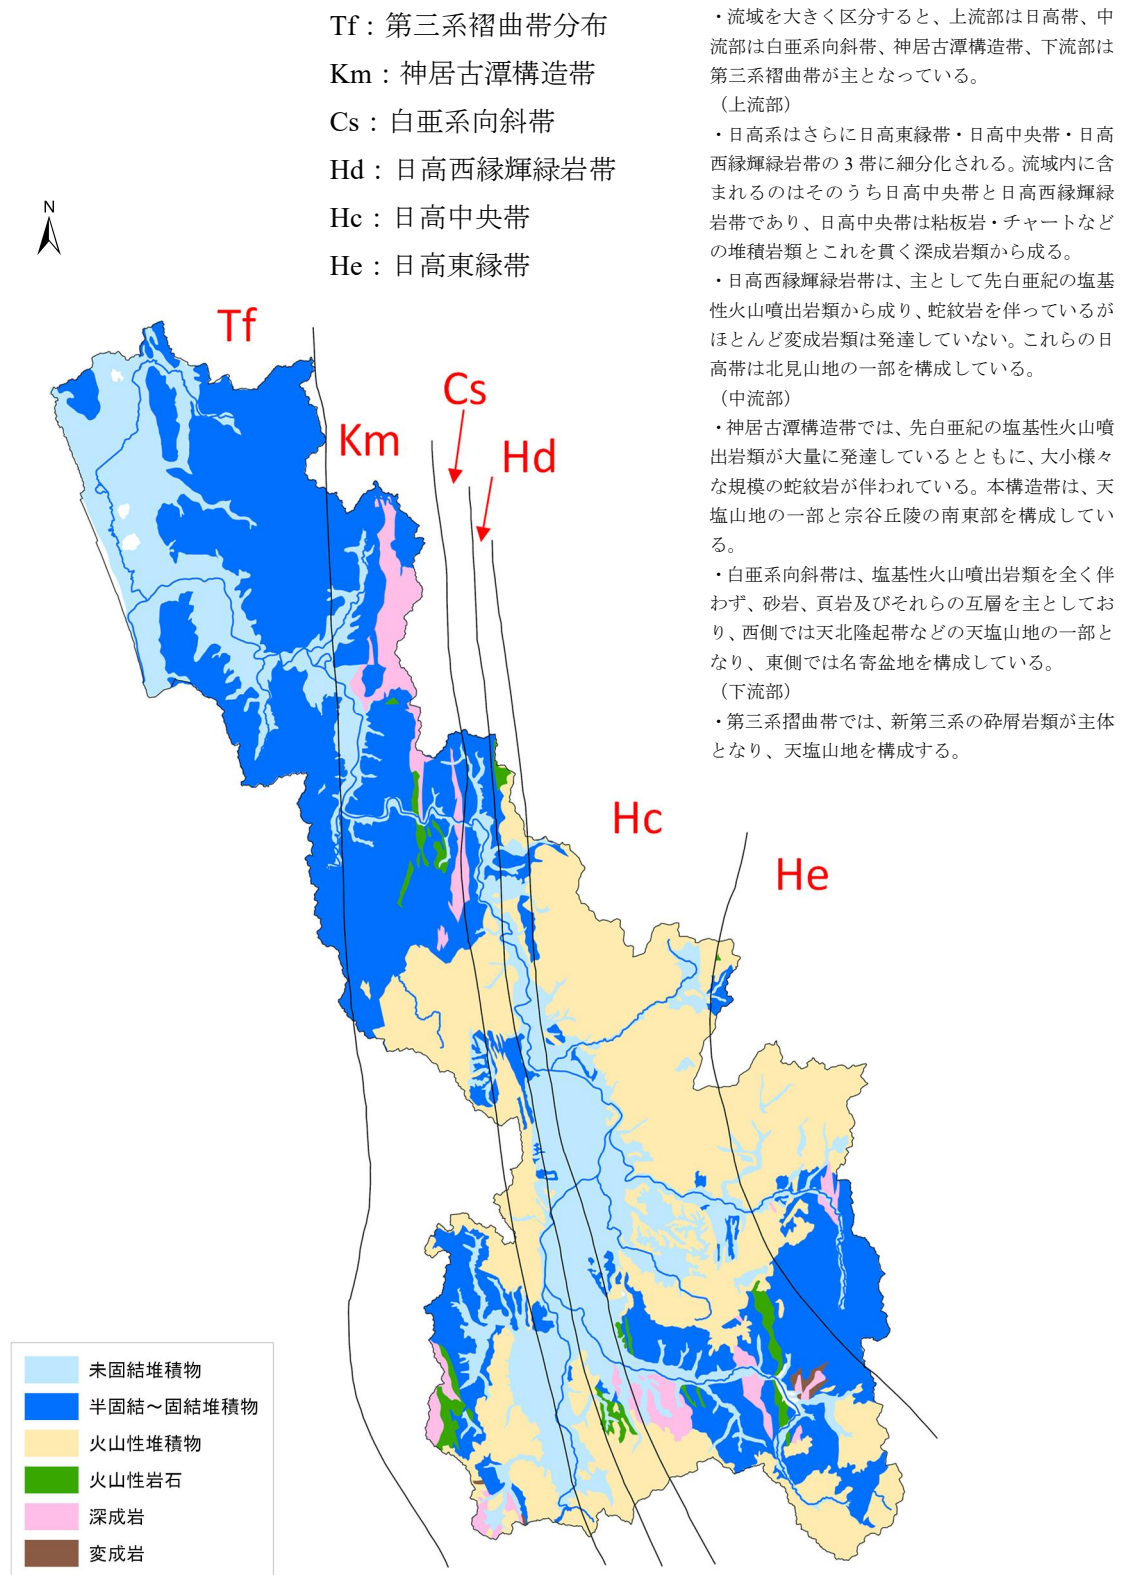 Tf：第三系褶曲帯分布
Km：神居古潭構造帯
Cs：白亜系向斜帯
Hd：日高西縁輝緑岩帯
Hc：日高中央帯
He：日高東縁帯
・流域を大きく区分すると、上流部は日高帯、中
流部は白亜系向斜帯、神居古潭構造帯、下流部は
第三系褶曲帯が主となっている。
（上流部）
・日高系はさらに日高東縁帯・日高中央帯・日高
西縁輝緑岩帯の 3 帯に細分化される。流域内に含
まれるのはそのうち日高中央帯と日高西縁輝緑
岩帯であり、日高中央帯は粘板岩・チャートなど
の堆積岩類とこれを貫く深成岩類から成る。
・日高西縁輝緑岩帯は、主として先白亜紀の塩基
性火山噴出岩類から成り、蛇紋岩を伴っているが
ほとんど変成岩類は発達していない。これらの日
高帯は北見山地の一部を構成している。
（中流部）
・神居古潭構造帯では、先白亜紀の塩基性火山噴
出岩類が大量に発達しているとともに、大小様々
な規模の蛇紋岩が伴われている。本構造帯は、天
塩山地の一部と宗谷丘陵の南東部を構成してい
る。
・白亜系向斜帯は、塩基性火山噴出岩類を全く伴
わず、砂岩、頁岩及びそれらの互層を主としてお
り、西側では天北隆起帯などの天塩山地の一部と
なり、東側では名寄盆地を構成している。
（下流部）
・第三系摺曲帯では、新第三系の砕屑岩類が主体
となり、天塩山地を構成する。
N
Tf
Km
Cs
Hd
Hc
He
未固結堆積物
半固結～固結堆積物
火山性堆積物
火山性岩石
深成岩
変成岩